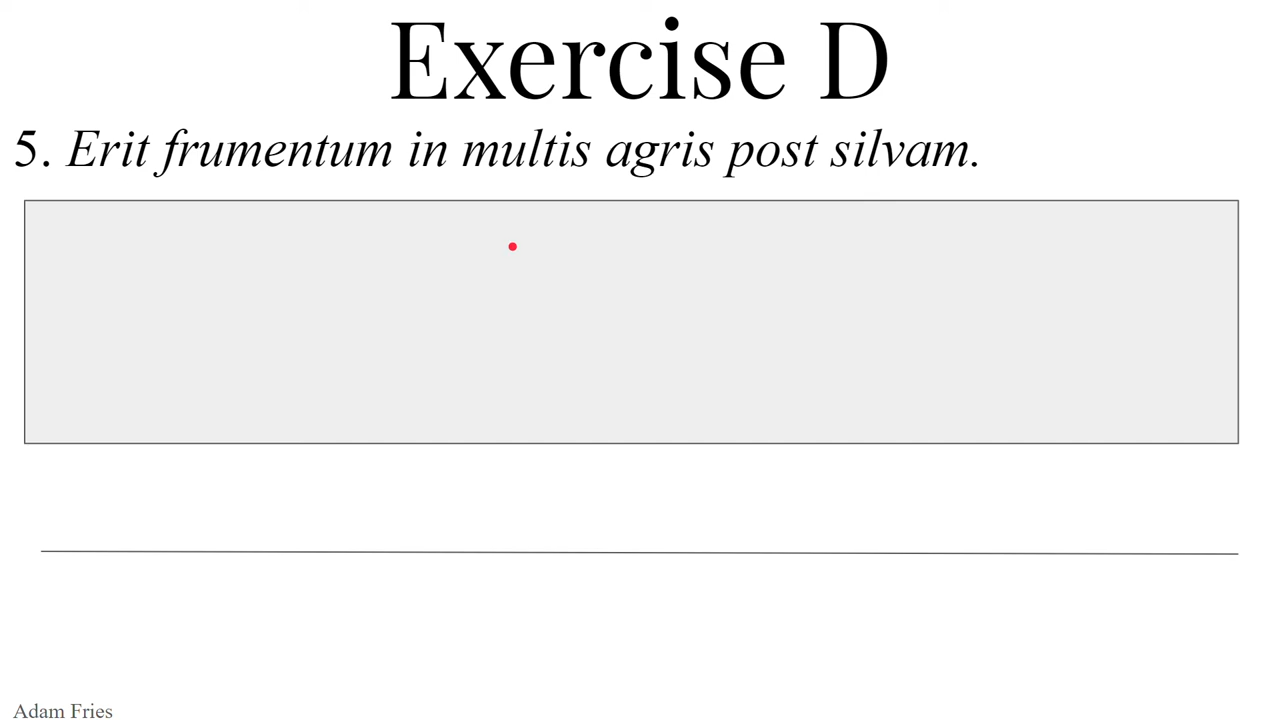 Exercise D
5. Erit frumentum in multis agris post silvam.
Adam Fries